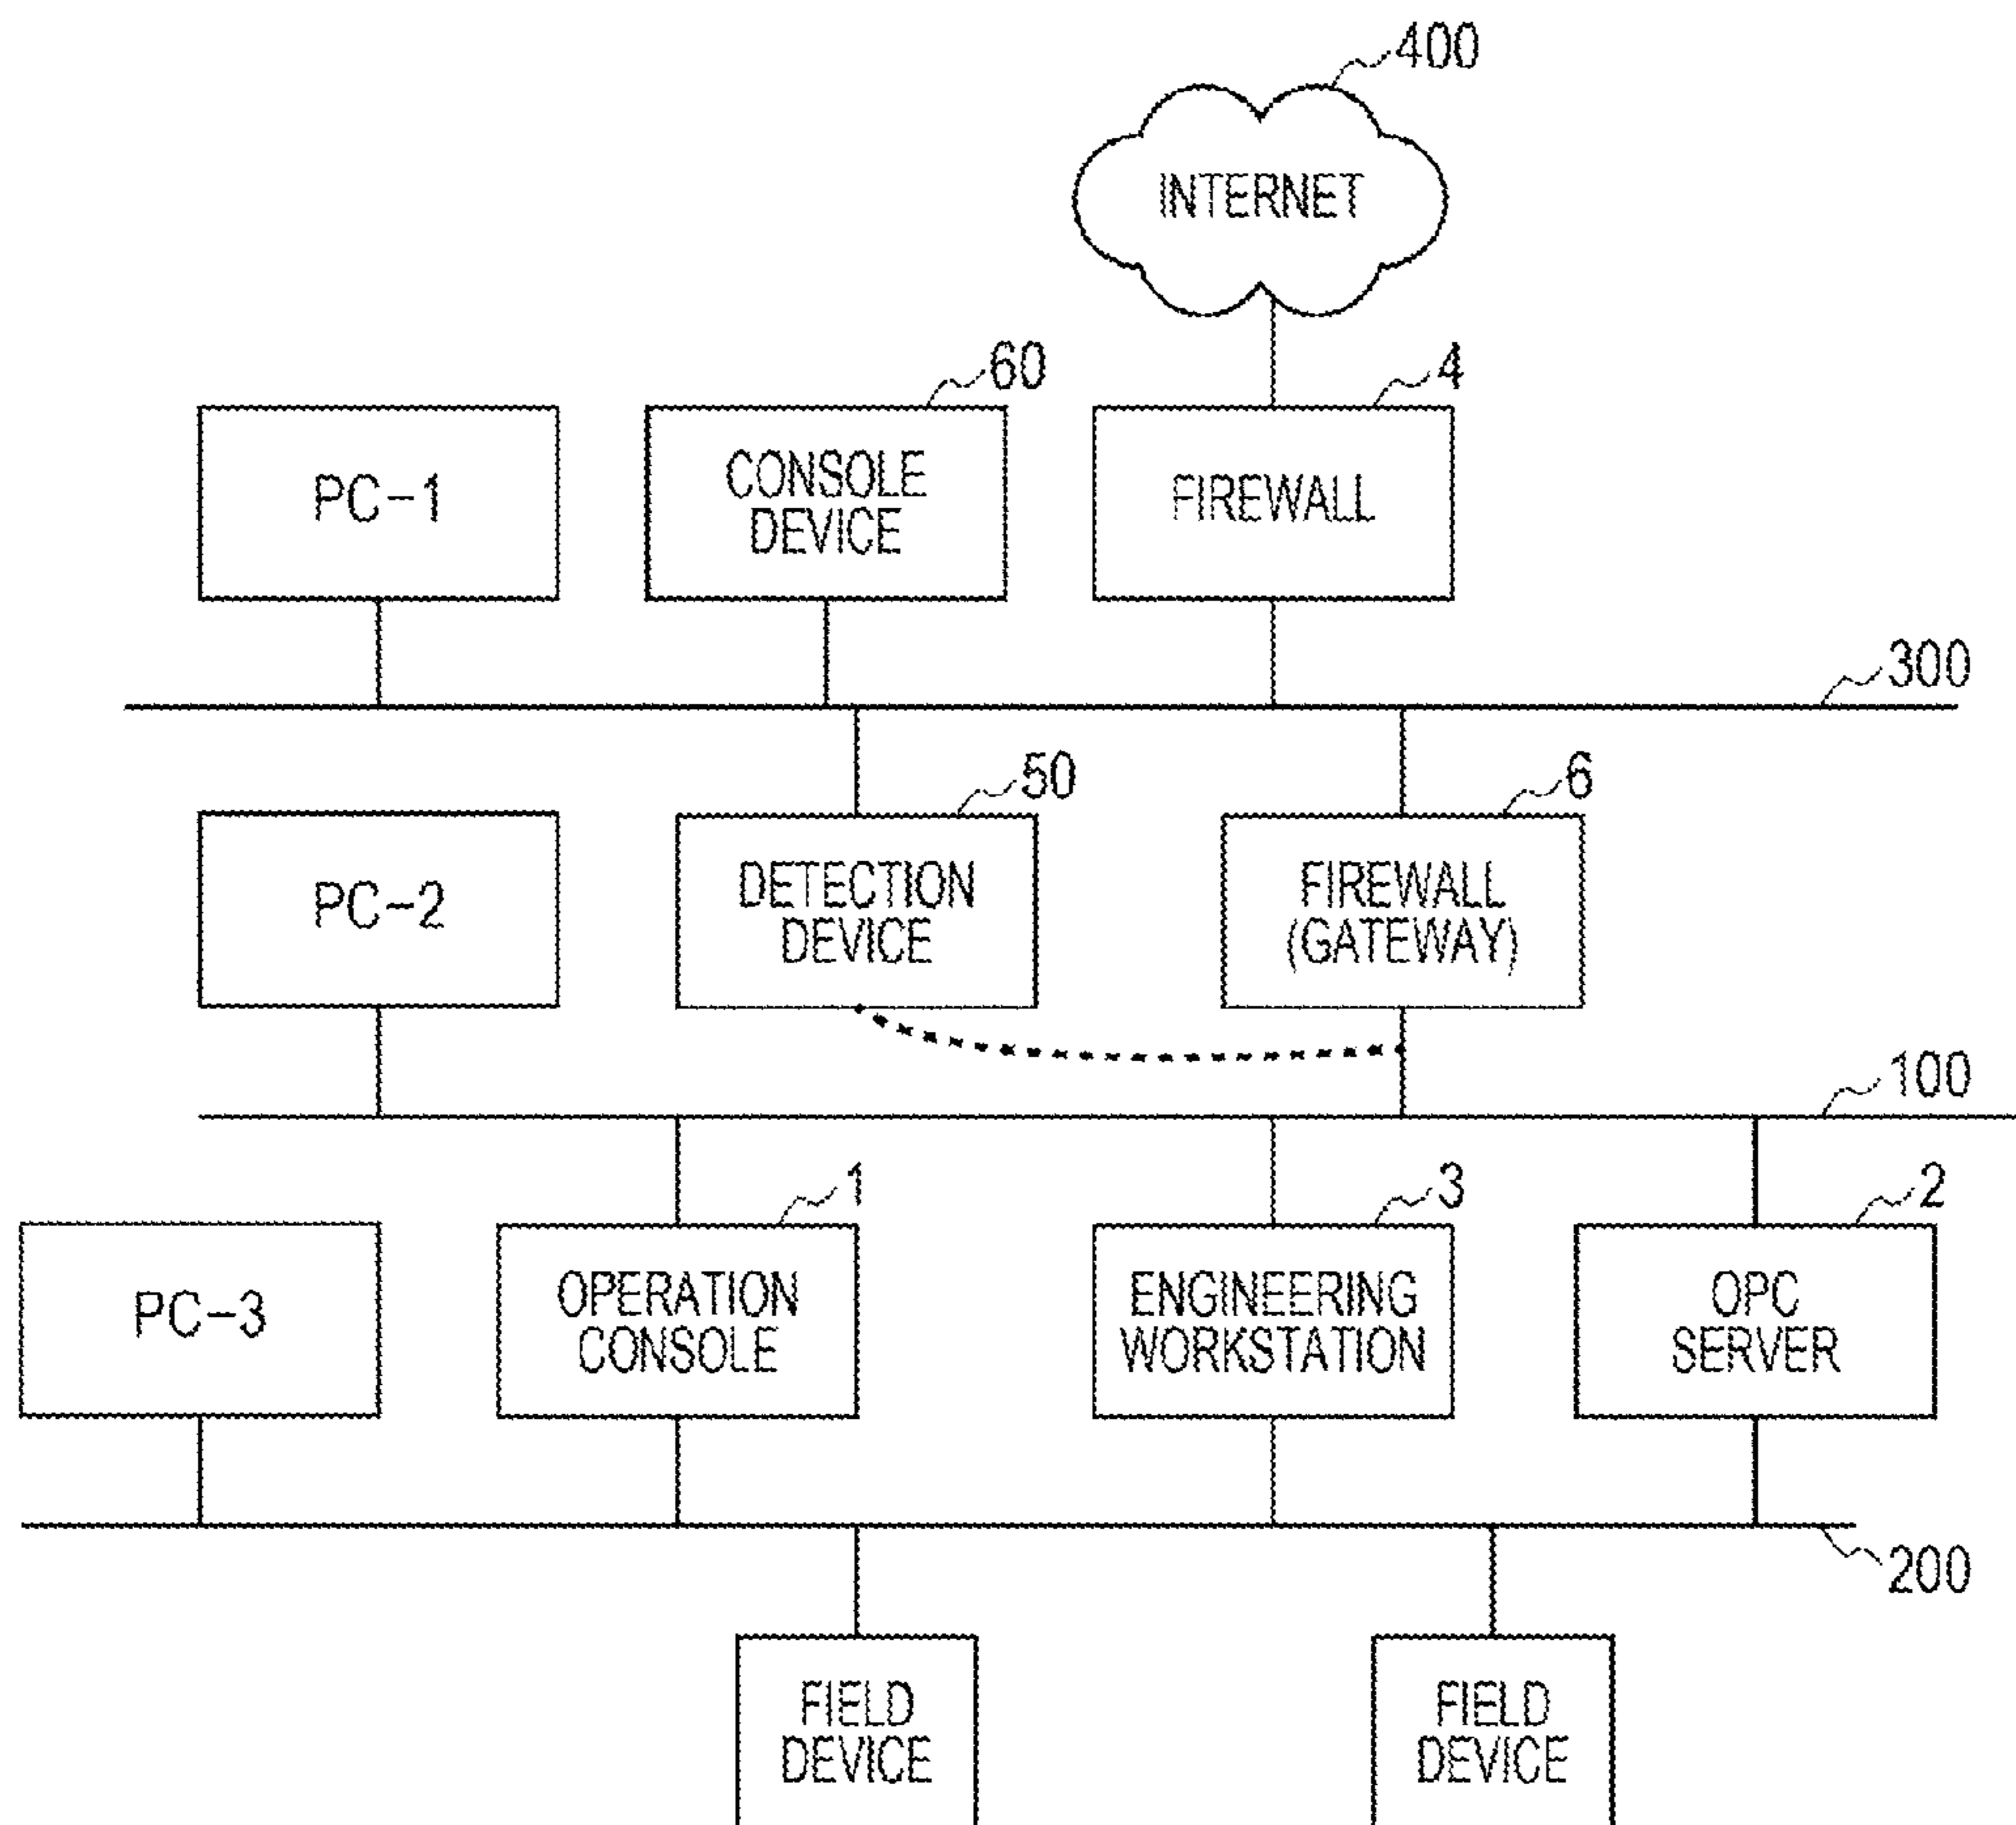 400
INTERNET
60
4
PC-1
CONSOLE
DEVICE
FIREWALL
300
50
6
PC-2
DETECTION
DEVICE
FIREWALL
(GATEWAY)
100
1
3
2
PC-3
OPERATION
CONSOLE
ENGINEERING
WORKSTATION
OPC
SERVER
200
FIELD
DEVICE
FIELD
DEVICE